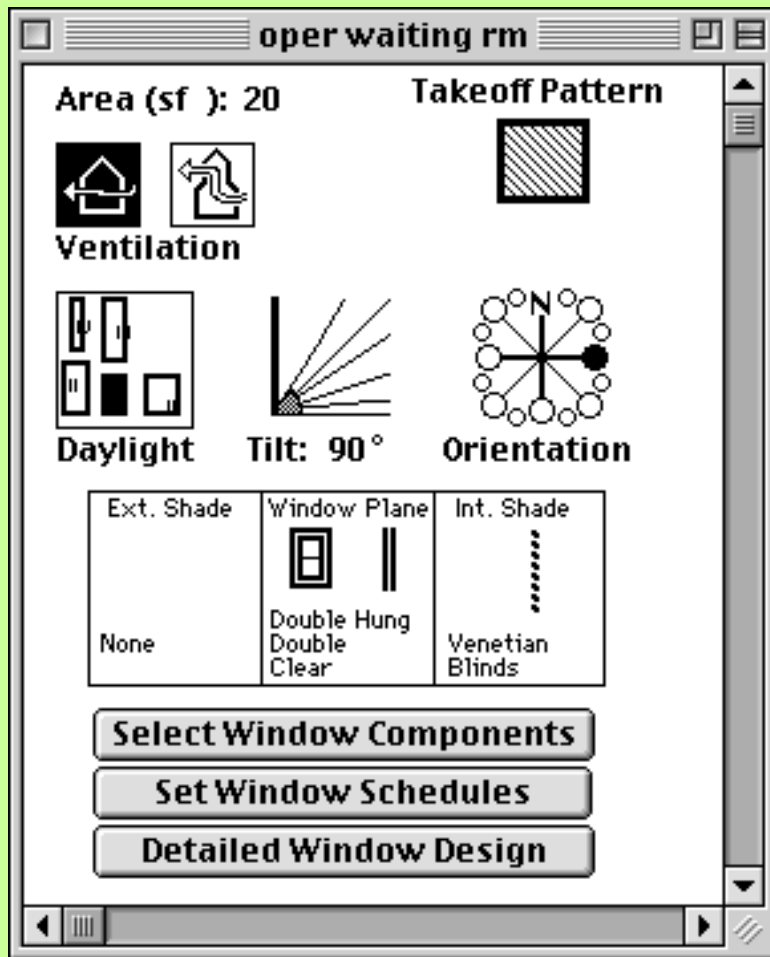 oper waiting rm
Area (sf ): 20
Takeoff Pattern
Ventilation
N
Daylight
Tilt: 90°
Orientation
Ext. Shade
Window Plane
Int. Shade
None
Double Hung
Double
Clear
Venetian
Blinds
Select Window Components
Set Window Schedules
Detailed Window Design